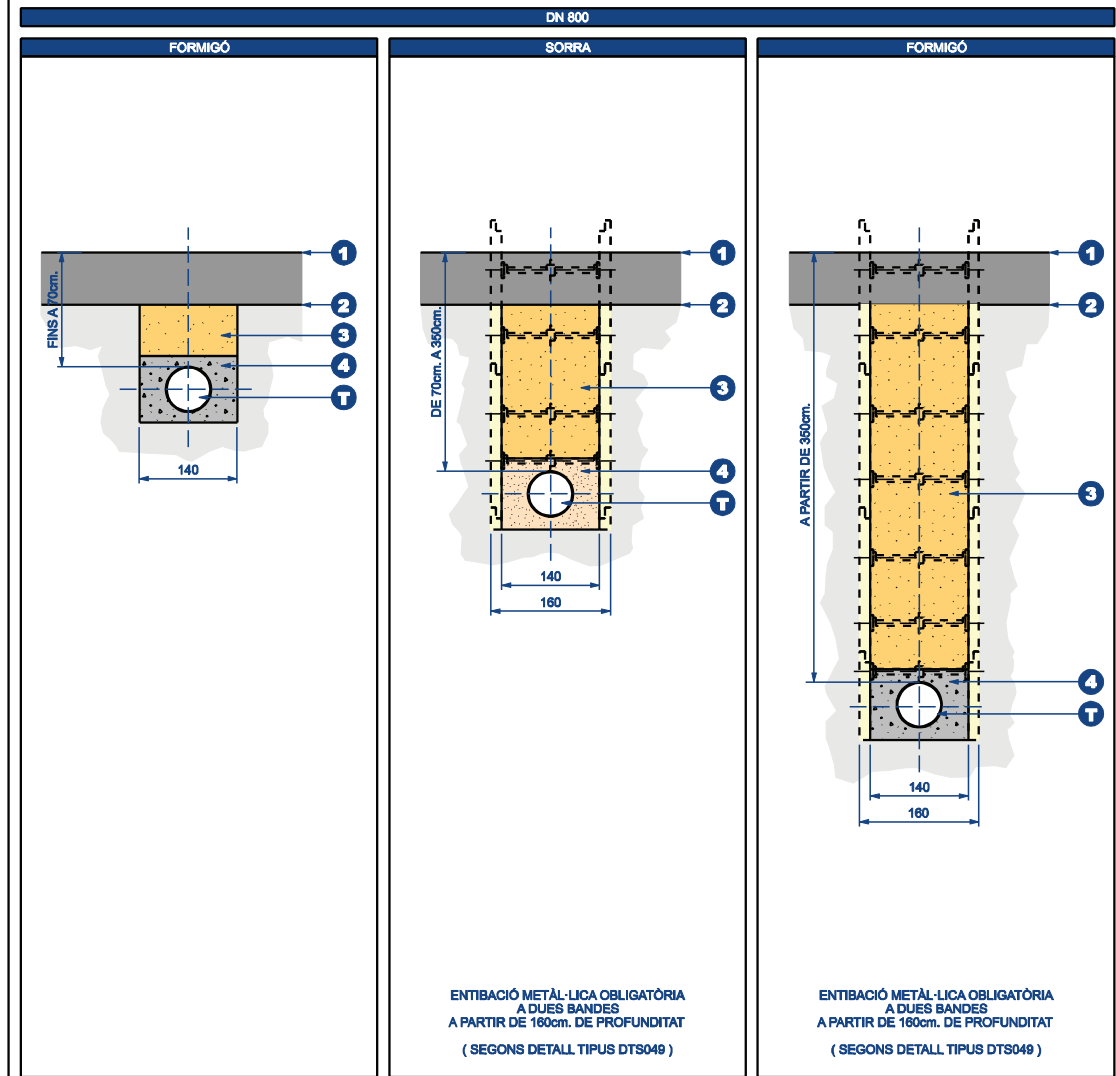 DN 800
FORMIGÓ
1
2
3
4
T
FINS A 70cm.
140
SORRA
1
2
3
4
T
DE 70cm. A 350cm.
140
160
ENTIBACIÓ METÀL·LICA OBLIGATÒRIA
A DUES BANDES
A PARTIR DE 160cm. DE PROFUNDITAT
( SEGONS DETALL TIPUS DTS049 )
FORMIGÓ
1
2
3
4
T
A PARTIR DE 350cm.
140
160
ENTIBACIÓ METÀL·LICA OBLIGATÒRIA
A DUES BANDES
A PARTIR DE 160cm. DE PROFUNDITAT
( SEGONS DETALL TIPUS DTS049 )